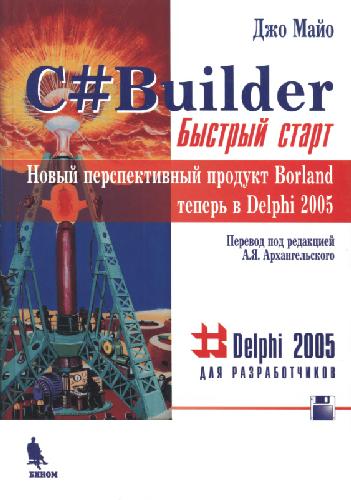 Джо Майо
C#Builder
Быстрый старт
Новый перспективный продукт Borland
теперь в Delphi 2005
Перевод под редакцией
А.Я. Архангельского
# Delphi 2005
ДЛЯ РАЗРАБОТЧИКОВ
БИНОМ